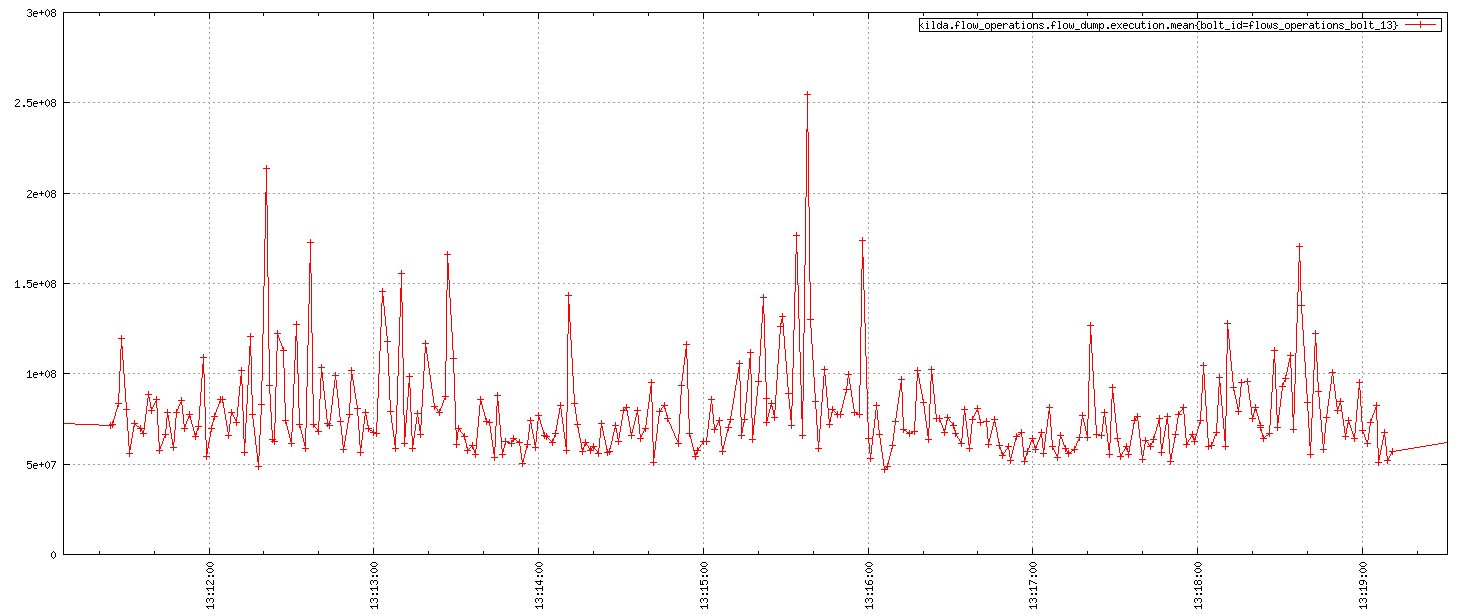 3e+08
kilda.flow_operations.flow_dump.execution.mean{bolt_id=flows_operations_bolt_13}
2.5e+08
2e+08
1.5e+08
1e+08
5e+07
0
13:12:00 13:13:00 13:14:00 13:15:00 13:16:00 13:17:00 13:18:00 13:19:00